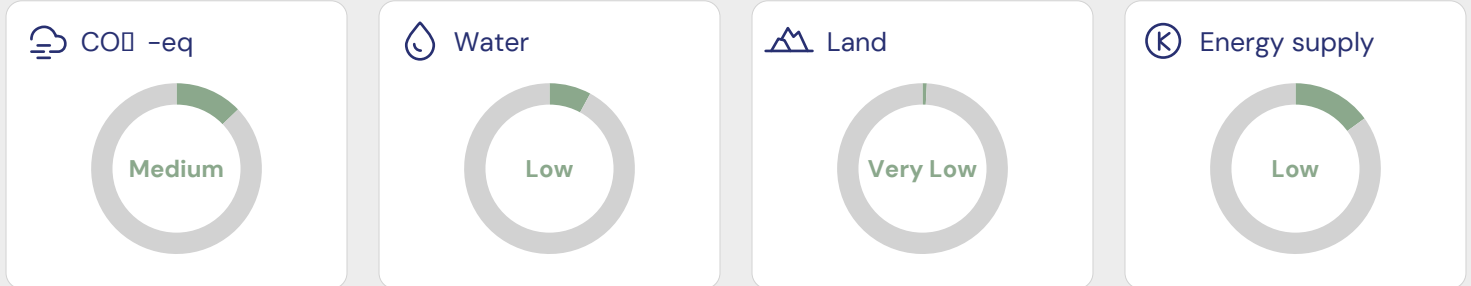 CO▯ -eq
Water
Land
Energy supply
Medium
Low
Very Low
Low